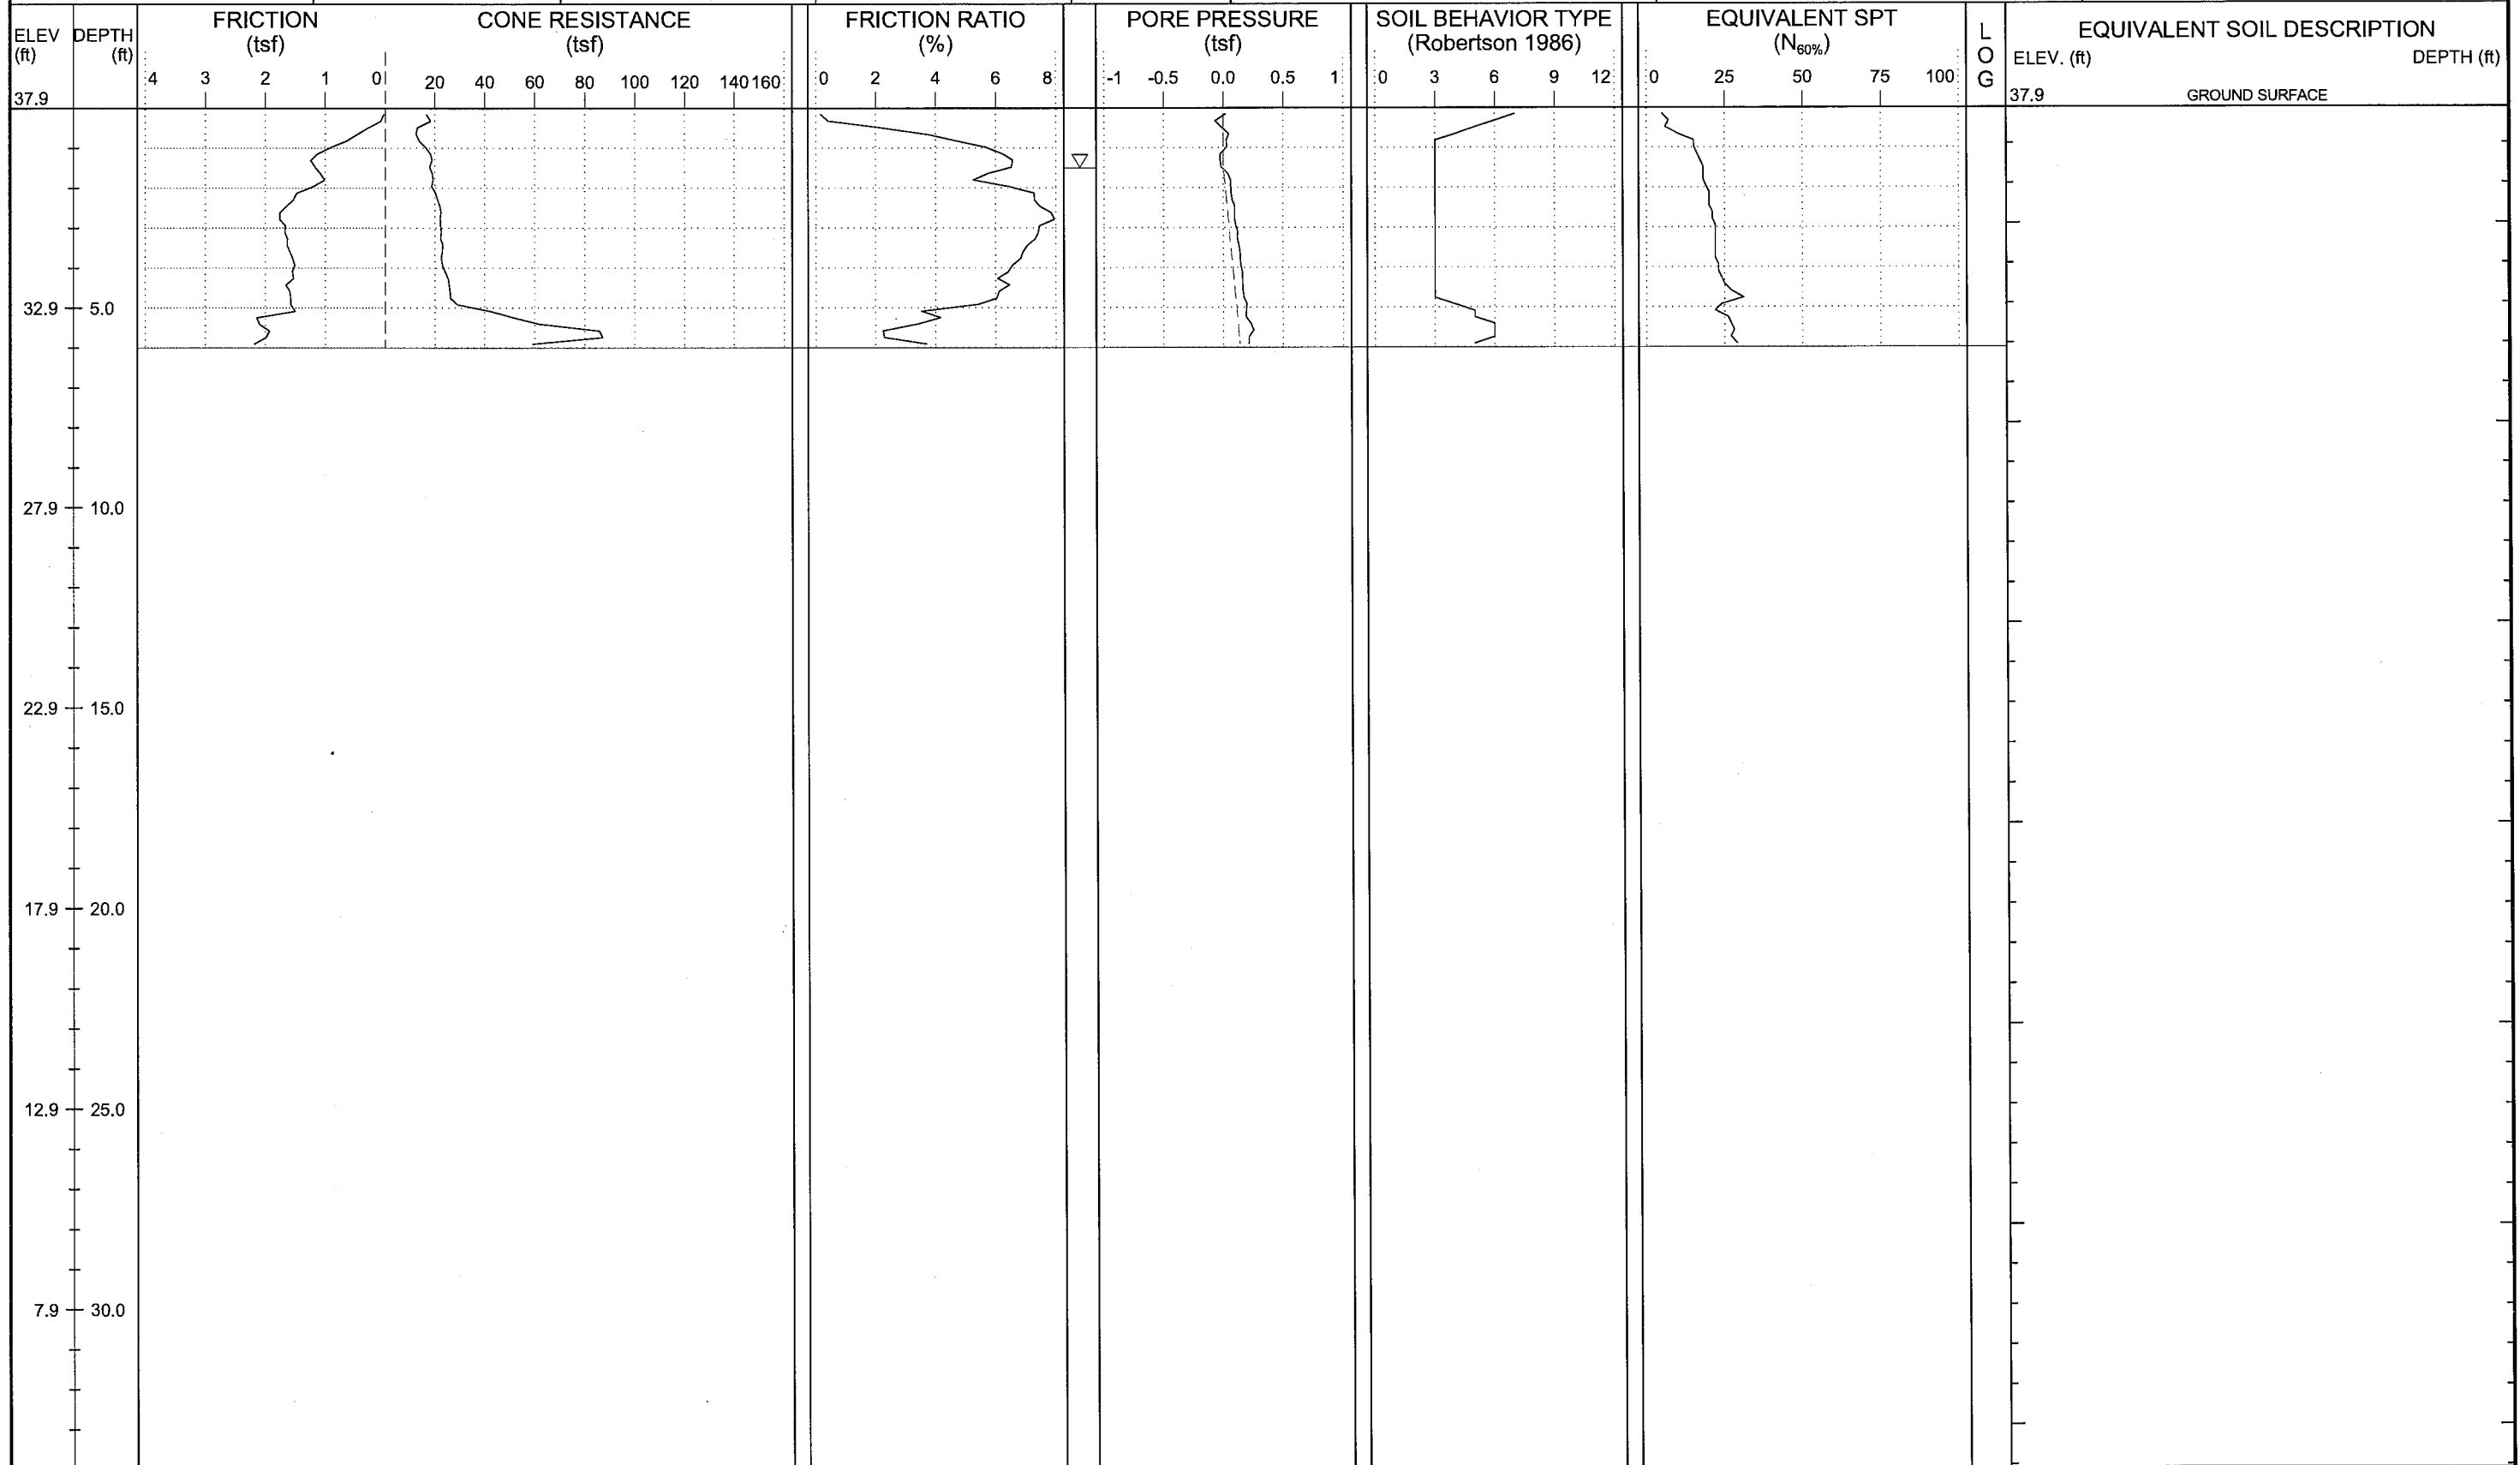 ELEV
(ft)
37.9
DEPTH
(ft)
FRICTION
(tsf)
4 3 2 1 0
CONE RESISTANCE
(tsf)
20 40 60 80 100 120 140 160
FRICTION RATIO
(%)
0 2 4 6 8
PORE PRESSURE
(tsf)
-1 -0.5 0.0 0.5 1
SOIL BEHAVIOR TYPE
(Robertson 1986)
0 3 6 9 12
EQUIVALENT SPT
(N60%)
0 25 50 75 100
L
O
G
EQUIVALENT SOIL DESCRIPTION
ELEV. (ft) DEPTH (ft)
37.9 GROUND SURFACE
32.9 5.0
27.9 10.0
22.9 15.0
17.9 20.0
12.9 25.0
7.9 30.0